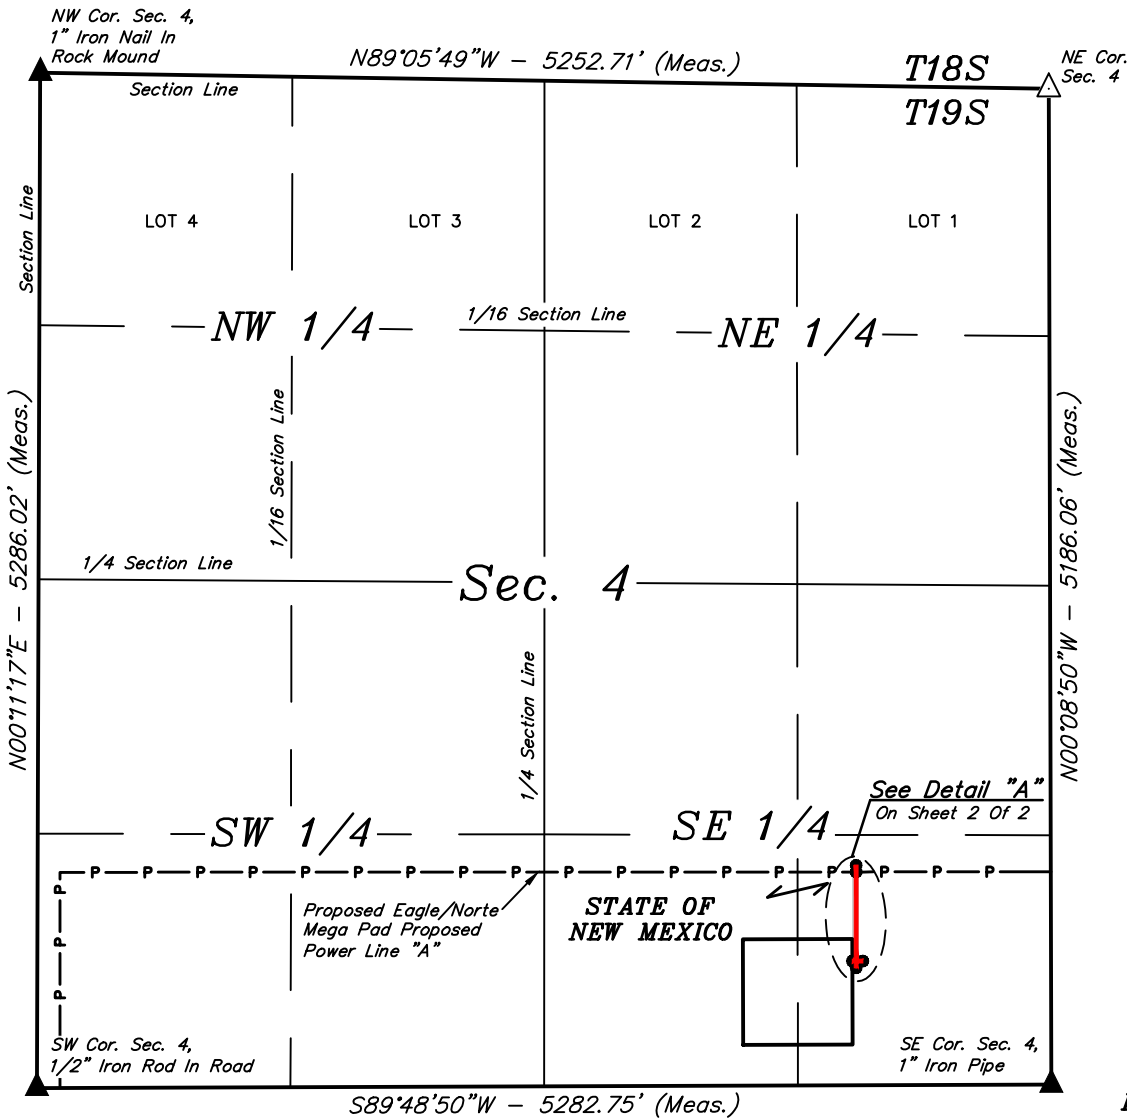 NW Cor. Sec. 4,
1" Iron Nail In
Rock Mound
N89°05'49"W – 5252.71' (Meas.)
T18S
NE Cor.
Sec. 4
Section Line
T19S
Section Line
LOT 4
LOT 3
LOT 2
LOT 1
NW 1/4
1/16 Section Line
NE 1/4
1/16 Section Line
N00°11'17"E – 5286.02' (Meas.)
N00°08'50"W – 5186.06' (Meas.)
1/4 Section Line
Sec. 4
1/4 Section Line
See Detail "A"
On Sheet 2 Of 2
SW 1/4
SE 1/4
P P P P P P P P P P P P P P P P P P
P
P
P
Proposed Eagle/Norte
Mega Pad Proposed
Power Line "A"
STATE OF
NEW MEXICO
SW Cor. Sec. 4,
1/2" Iron Rod In Road
SE Cor. Sec. 4,
1" Iron Pipe
S89°48'50"W – 5282.75' (Meas.)